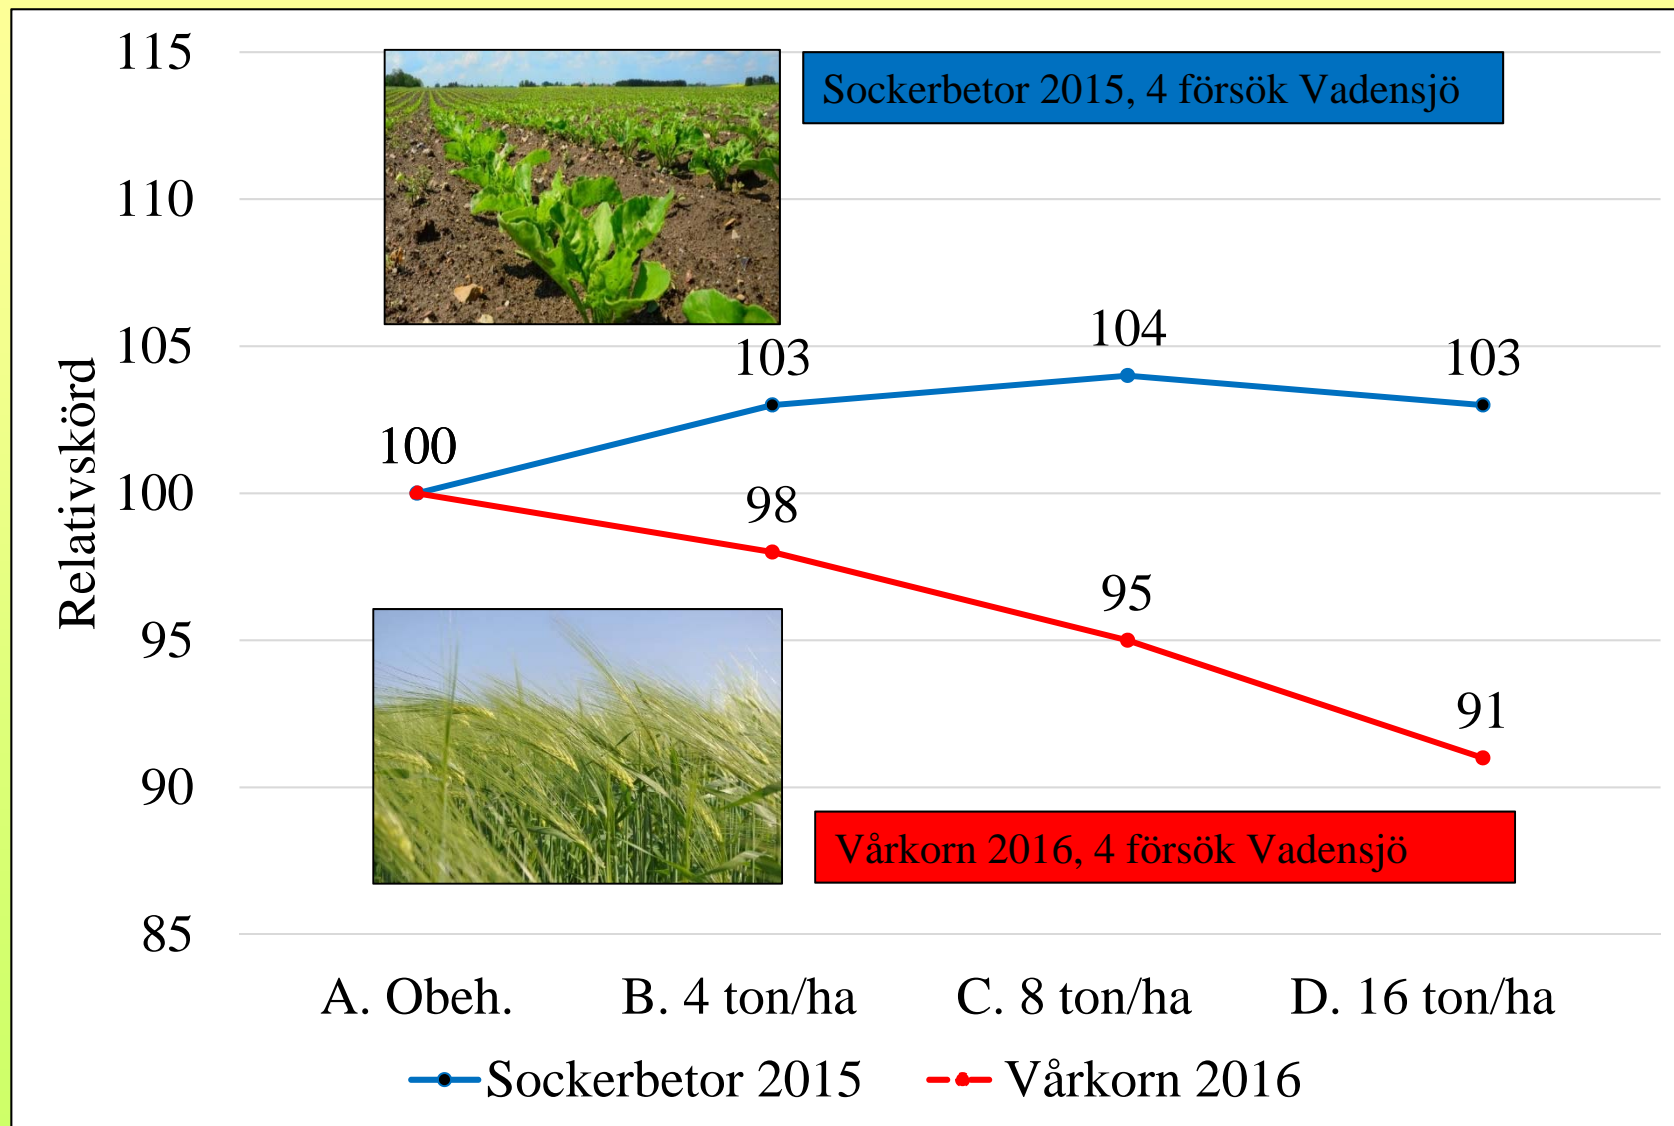 115
110
105
100
95
90
85
Relativskörd
Sockerbetor 2015, 4 försök Vadensjö
100
103
104
103
98
95
91
Vårkorn 2016, 4 försök Vadensjö
A. Obeh.
B. 4 ton/ha
C. 8 ton/ha
D. 16 ton/ha
Sockerbetor 2015
Vårkorn 2016